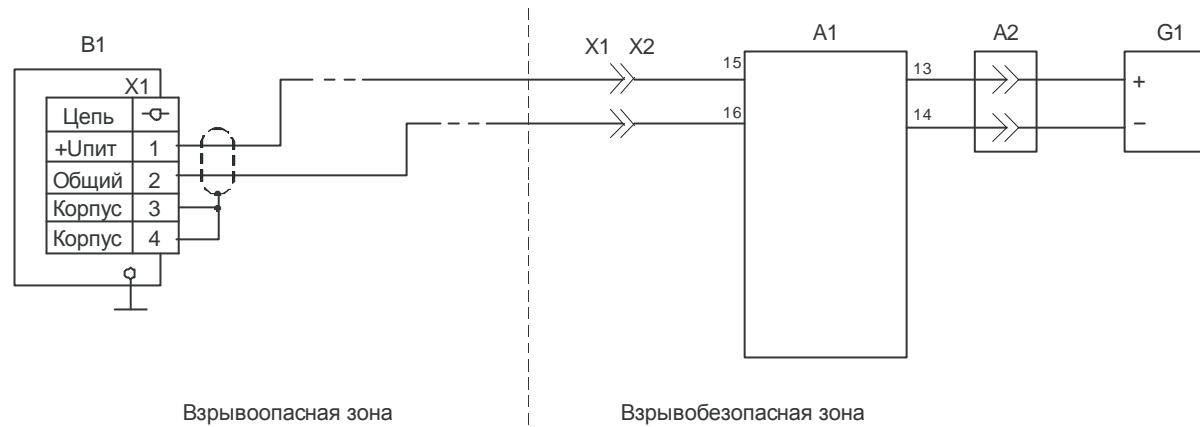 B1
X1
Цепь
+Uпит 1
Общий 2
Корпус 3
Корпус 4
X1 X2
15
16
A1
13
14
A2
G1
+
−
Взрывоопасная зона
Взрывобезопасная зона